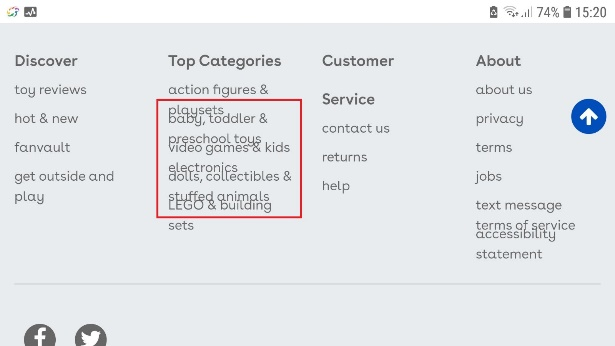 74% 15:20
Discover
toy reviews
hot & new
fanvault
get outside and
play
Top Categories
action figures &
playsets
baby, toddler &
preschool toys
video games & kids
electronics
dolls, collectibles &
stuffed animals
LEGO & building
sets
Customer
Service
contact us
returns
help
About
about us
privacy
terms
jobs
text message
terms of service
accessibility
statement